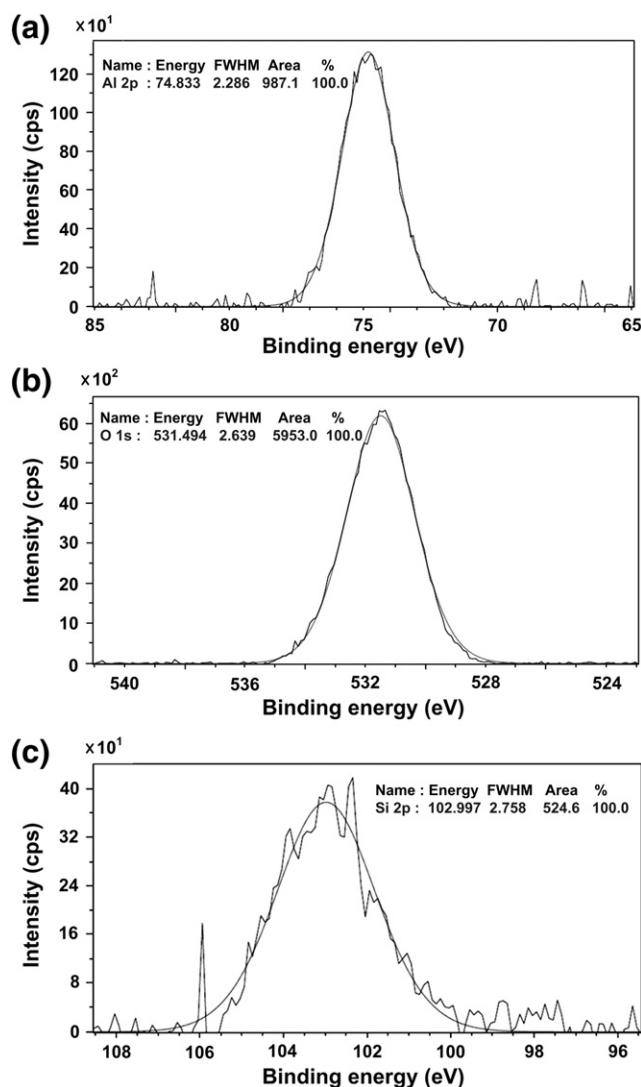 (a)
×10¹
Name : Energy FWHM Area %
Al 2p : 74.833 2.286 987.1 100.0
120
100
80
60
40
20
0
Intensity (cps)
85 80 75 70 65
Binding energy (eV)
(b)
×10²
Name : Energy FWHM Area %
O 1s : 531.494 2.639 5953.0 100.0
60
50
40
30
20
10
0
Intensity (cps)
540 536 532 528 524
Binding energy (eV)
(c)
×10¹
Name : Energy FWHM Area %
Si 2p : 102.997 2.758 524.6 100.0
40
32
24
16
8
0
Intensity (cps)
108 106 104 102 100 98 96
Binding energy (eV)